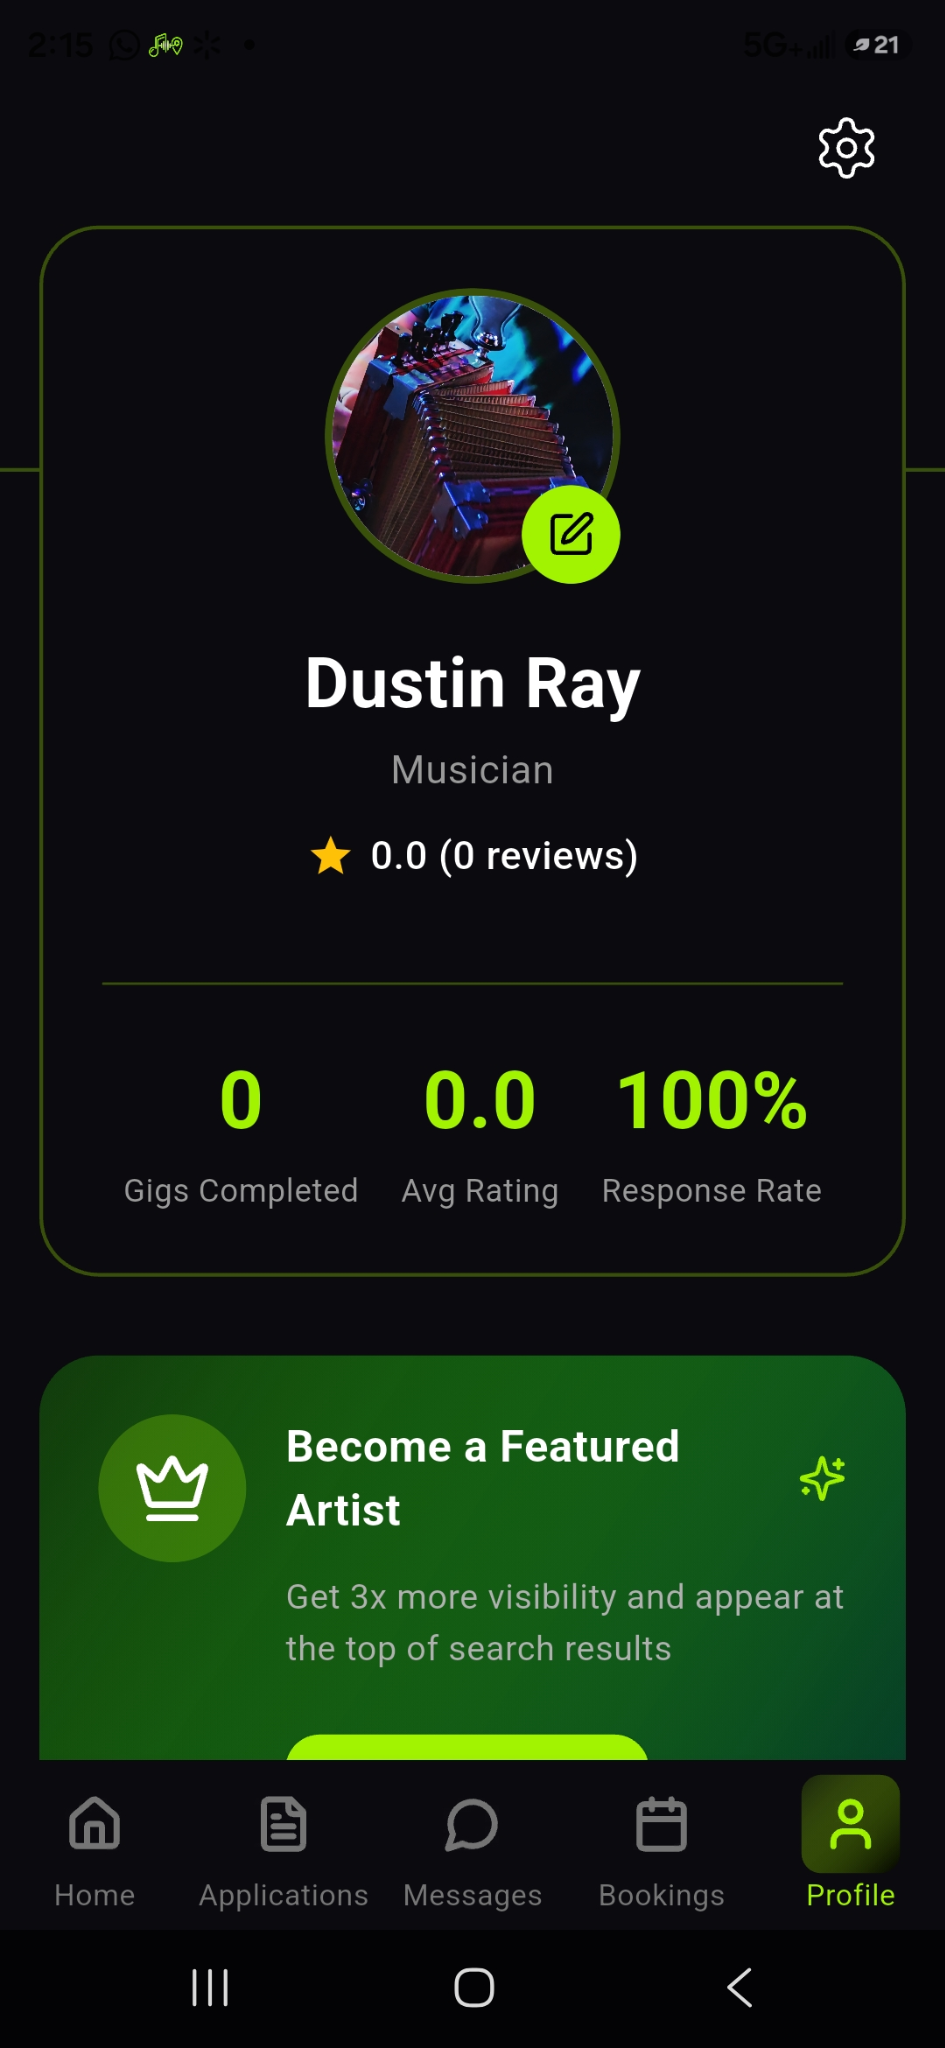 2:15 5G+ 21
Dustin Ray
Musician
0.0 (0 reviews)
0 0.0 100%
Gigs Completed Avg Rating Response Rate
Become a Featured
Artist
Get 3x more visibility and appear at
the top of search results
Home Applications Messages Bookings Profile